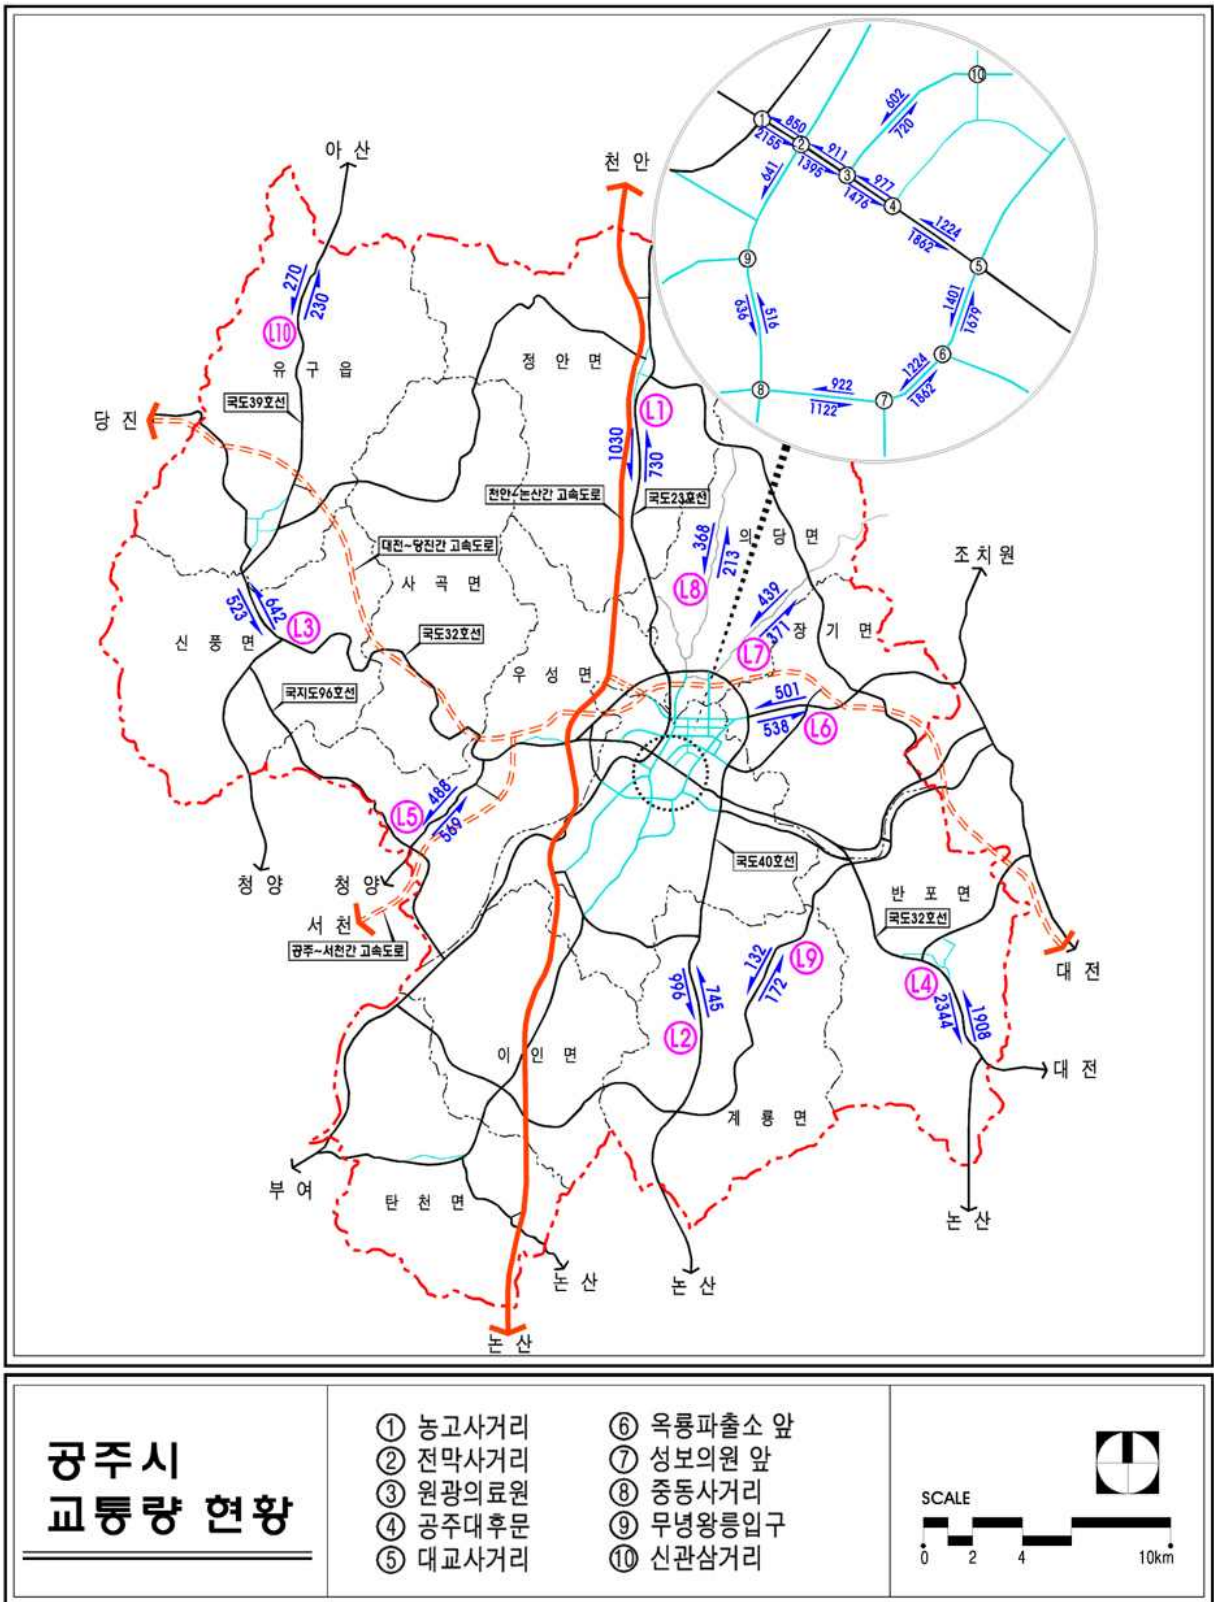 아 산
천 안
⑩
602
720
① 850
2155
② 911
1395
③ 977
1476
④ 1224
1862
⑤
641
⑨
636
516
1401
1679
⑥
1224
1862
⑧ 922
1122
⑦
270
230
L10
유 구 읍
정 안 면
국도39호선
당 진
L1
1030
730
천안~논산간 고속도로
국도23호선
대전~당진간 고속도로
368
213
의 당 면
조 치 원
사 곡 면
L8
439
371
장 기 면
523
642
L3
신 풍 면
국도32호선
L7
우 성 면
국지도96호선
501
538
L6
488
569
L5
국도40호선
청 양
청 양
반 포 면
서 천
국도32호선
공주~서천간 고속도로
132
172
L9
대 전
L4
2344
1908
996
745
L2
이 인 면
대 전
계 룡 면
부 여
탄 천 면
논 산
논 산
논 산
논 산
공주시
교통량 현황
① 농고사거리
② 전막사거리
③ 원광의료원
④ 공주대후문
⑤ 대교사거리
⑥ 옥룡파출소 앞
⑦ 성보의원 앞
⑧ 중동사거리
⑨ 무녕왕릉입구
⑩ 신관삼거리
SCALE
0 2 4 10km